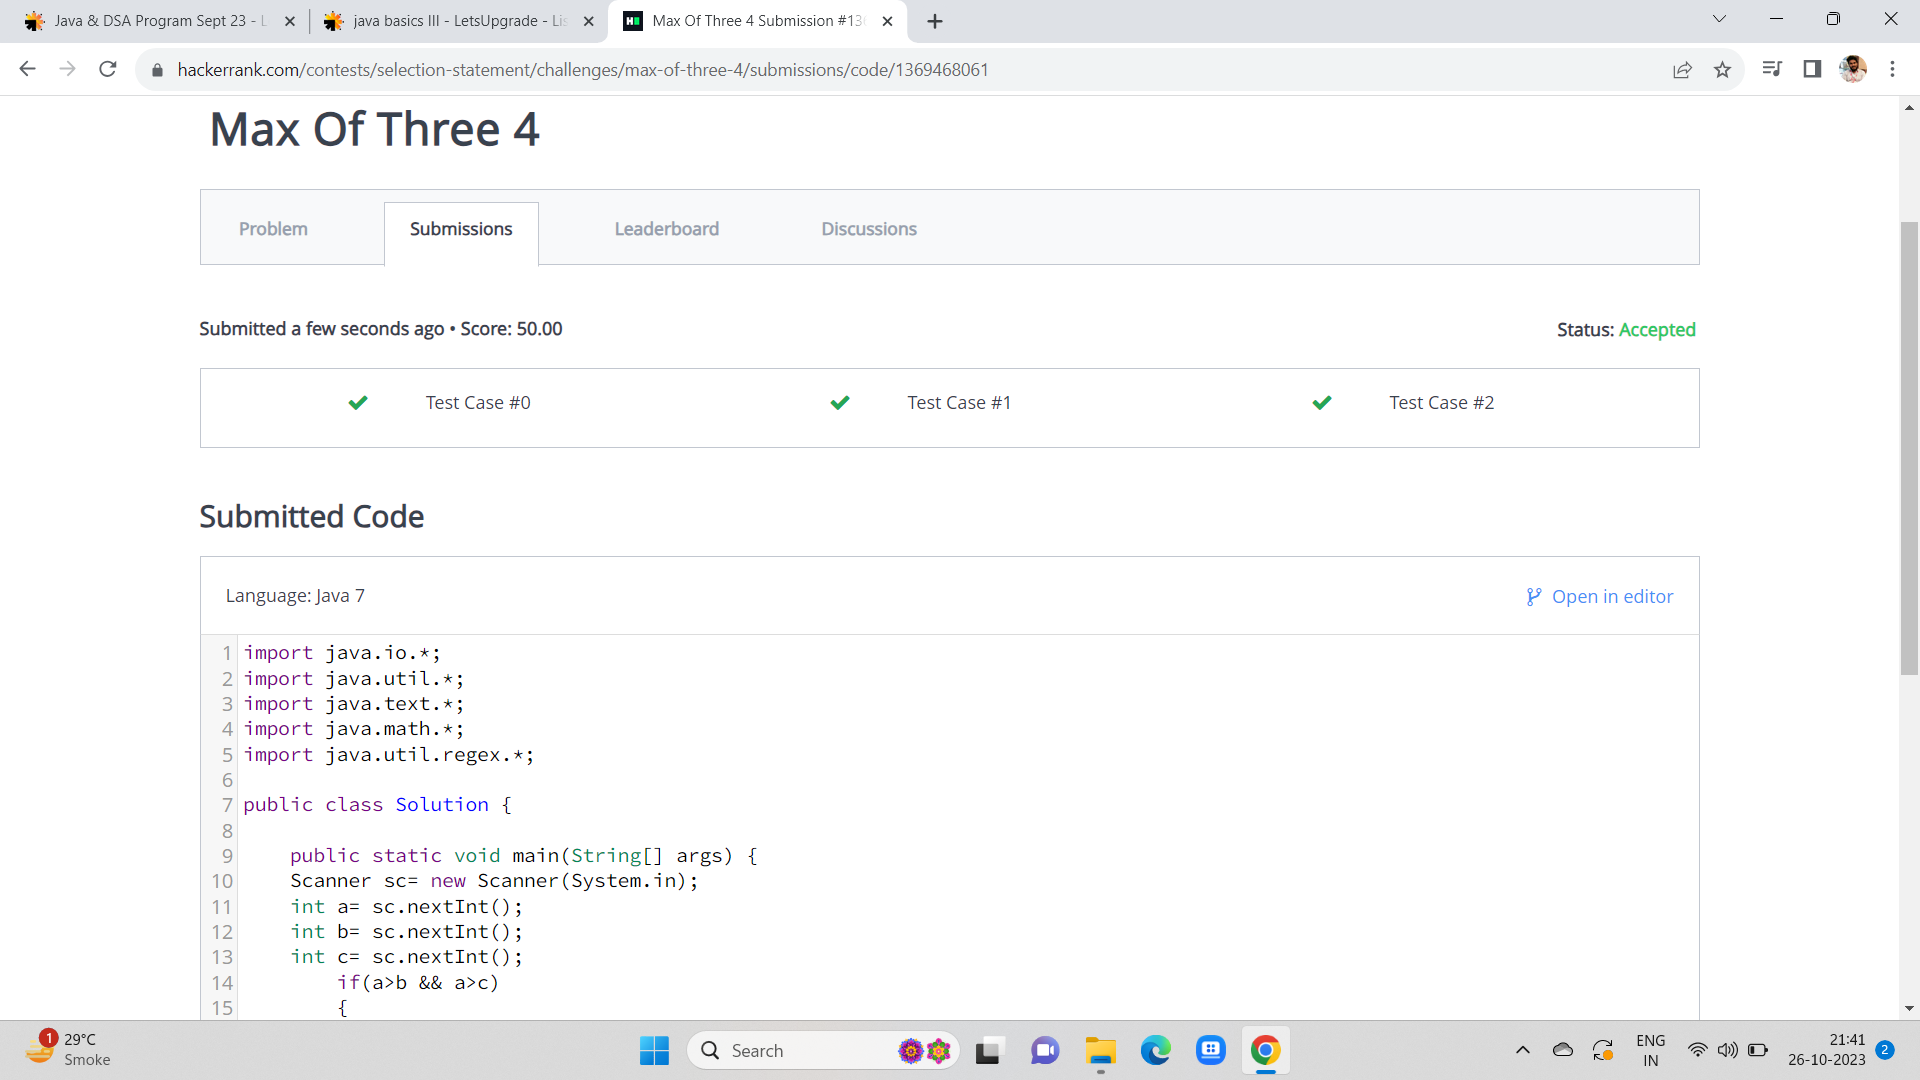 Java & DSA Program Sept 23 - L
java basics III - LetsUpgrade - Lis
Max Of Three 4 Submission #136
hackerrank.com/contests/selection-statement/challenges/max-of-three-4/submissions/code/1369468061
Max Of Three 4
Problem
Submissions
Leaderboard
Discussions
Submitted a few seconds ago • Score: 50.00
Status: Accepted
Test Case #0
Test Case #1
Test Case #2
Submitted Code
Language: Java 7
Open in editor
1 import java.io.*;
2 import java.util.*;
3 import java.text.*;
4 import java.math.*;
5 import java.util.regex.*;
6
7 public class Solution {
8
9     public static void main(String[] args) {
10     Scanner sc= new Scanner(System.in);
11     int a= sc.nextInt();
12     int b= sc.nextInt();
13     int c= sc.nextInt();
14         if(a>b && a>c)
15         {
1
29°C
Smoke
Search
ENG
IN
21:41
26-10-2023
2